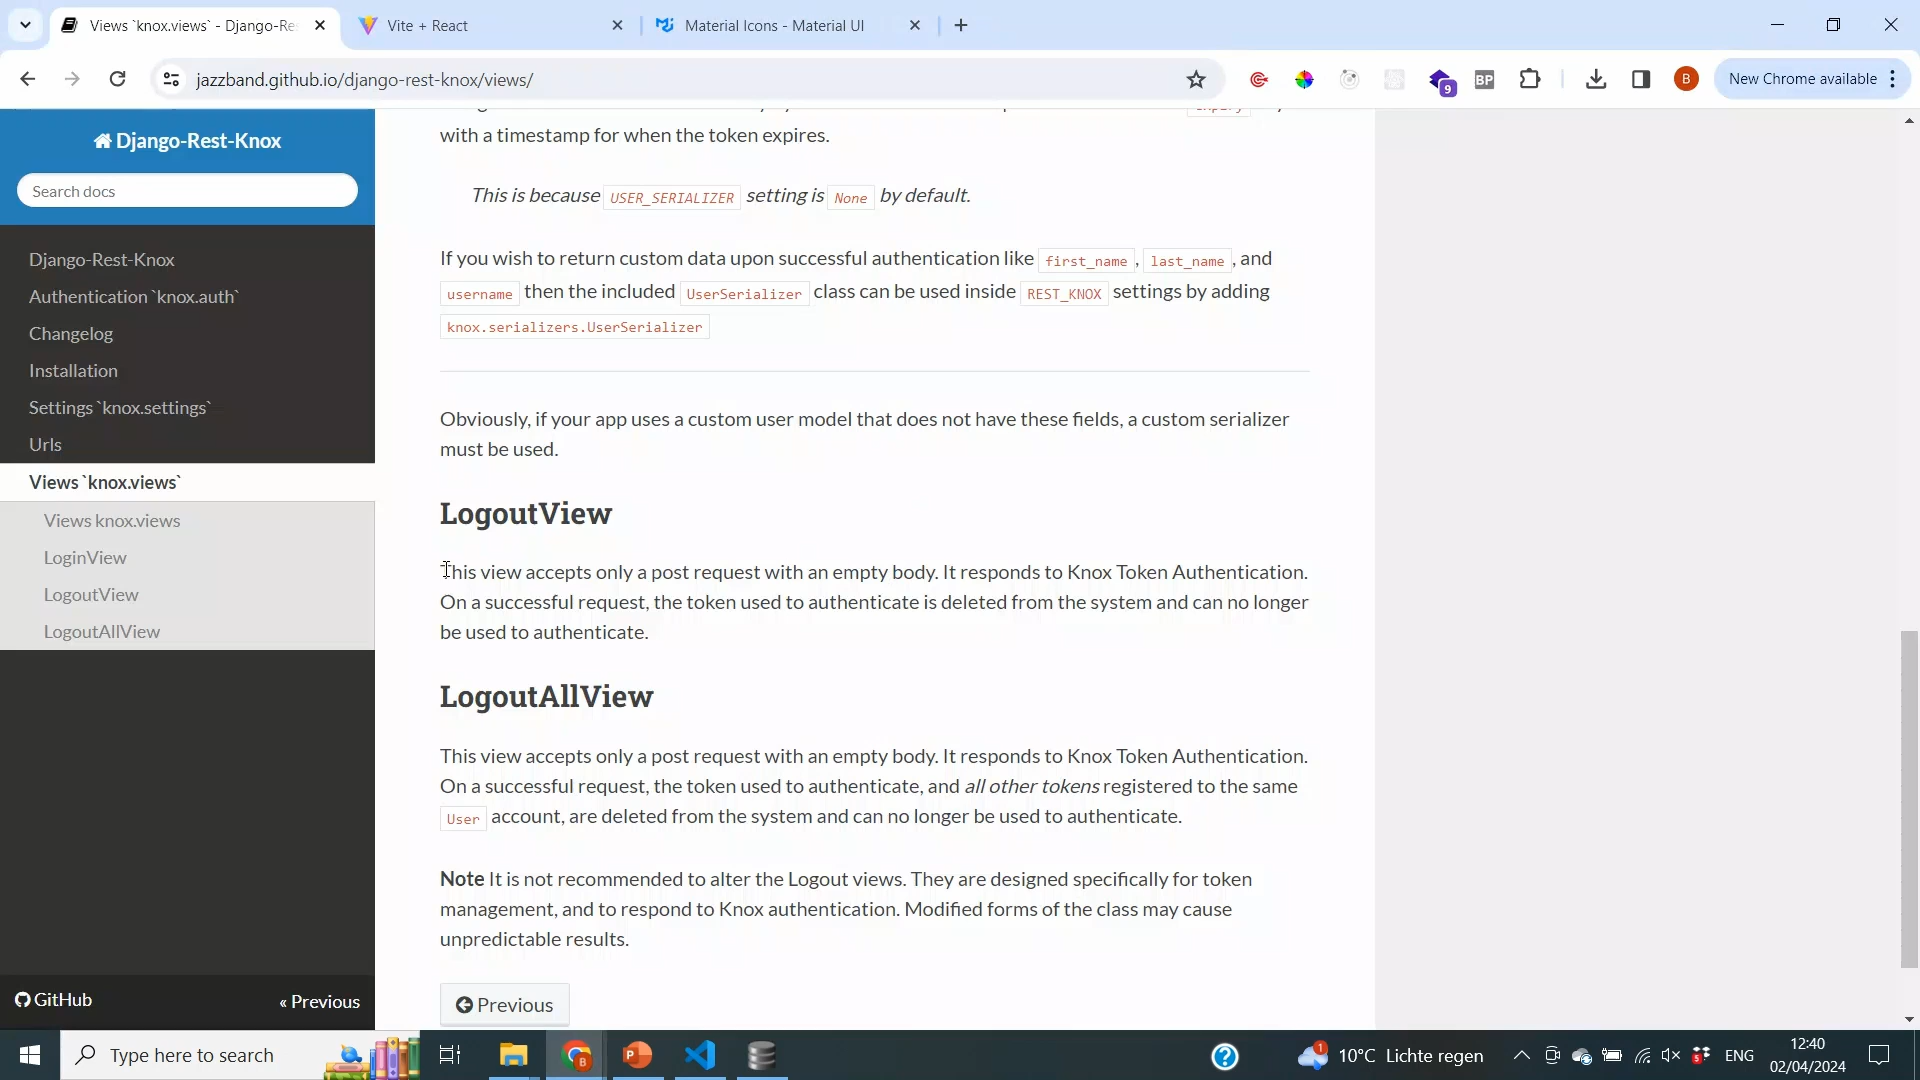 Views `knox.views` - Django-Re
Vite + React
Material Icons - Material UI
jazzband.github.io/django-rest-knox/views/
9
BP
B
New Chrome available
Django-Rest-Knox
Search docs
Django-Rest-Knox
Authentication `knox.auth`
Changelog
Installation
Settings `knox.settings`
Urls
Views `knox.views`
Views knox.views
LoginView
LogoutView
LogoutAllView
GitHub
« Previous
with a timestamp for when the token expires.
This is because USER_SERIALIZER setting is None by default.
If you wish to return custom data upon successful authentication like first_name, last_name, and
username then the included UserSerializer class can be used inside REST_KNOX settings by adding
knox.serializers.UserSerializer
Obviously, if your app uses a custom user model that does not have these fields, a custom serializer
must be used.
LogoutView
This view accepts only a post request with an empty body. It responds to Knox Token Authentication.
On a successful request, the token used to authenticate is deleted from the system and can no longer
be used to authenticate.
LogoutAllView
This view accepts only a post request with an empty body. It responds to Knox Token Authentication.
On a successful request, the token used to authenticate, and all other tokens registered to the same
User account, are deleted from the system and can no longer be used to authenticate.
Note It is not recommended to alter the Logout views. They are designed specifically for token
management, and to respond to Knox authentication. Modified forms of the class may cause
unpredictable results.
Previous
Type here to search
1
10°C Lichte regen
ENG
12:40
02/04/2024